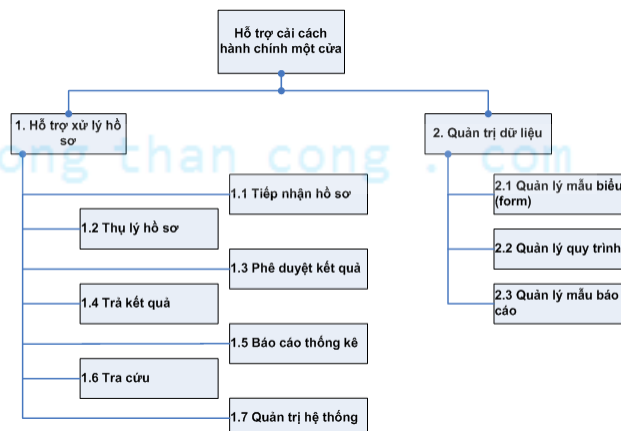 Hỗ trợ cải cách
hành chính một cửa
1. Hỗ trợ xử lý hồ
sơ
2. Quản trị dữ liệu
ong than cong . com
1.1 Tiếp nhận hồ sơ
2.1 Quản lý mẫu biểu
(form)
1.2 Thụ lý hồ sơ
2.2 Quản lý quy trình
1.3 Phê duyệt kết quả
1.4 Trả kết quả
2.3 Quản lý mẫu báo
cáo
1.5 Báo cáo thống kê
1.6 Tra cứu
1.7 Quản trị hệ thống